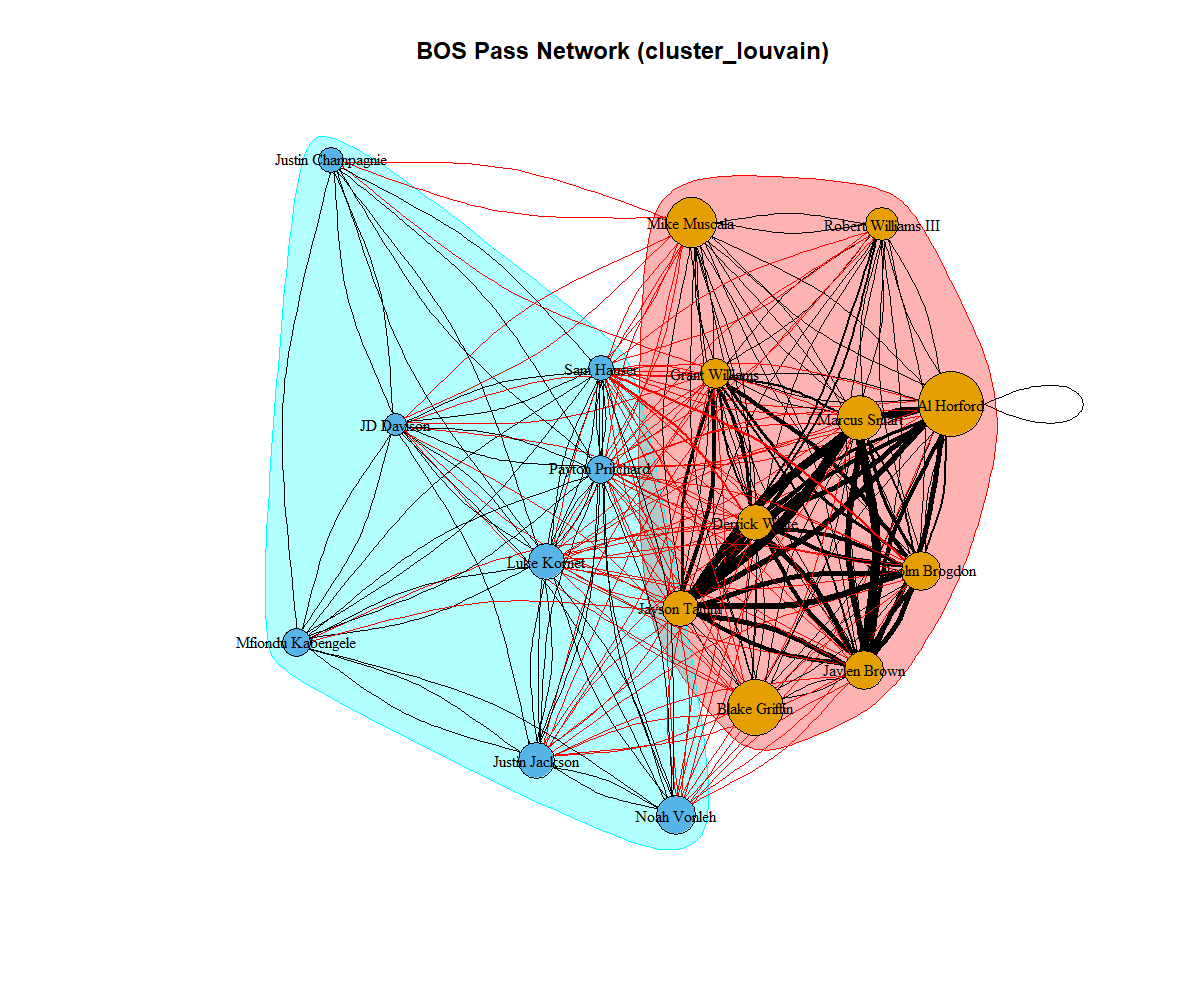 BOS Pass Network (cluster_louvain)
Justin Champagnie
Mike Muscala
Robert Williams III
Sam Hauser
Grant Williams
Al Horford
Marcus Smart
JD Davison
Payton Pritchard
Derrick White
Luke Kornet
Malcolm Brogdon
Jayson Tatum
Mfiondu Kabengele
Jaylen Brown
Blake Griffin
Justin Jackson
Noah Vonleh